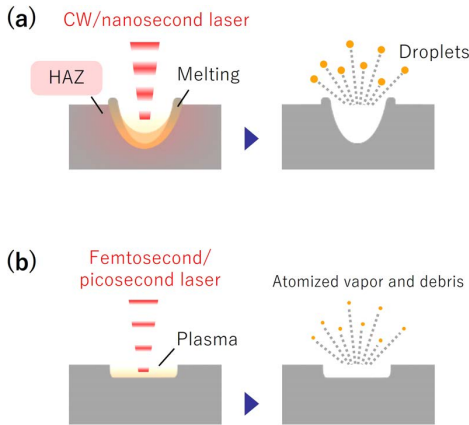 (a)
CW/nanosecond laser
HAZ
Melting
Droplets
(b)
Femtosecond/
picosecond laser
Plasma
Atomized vapor and debris